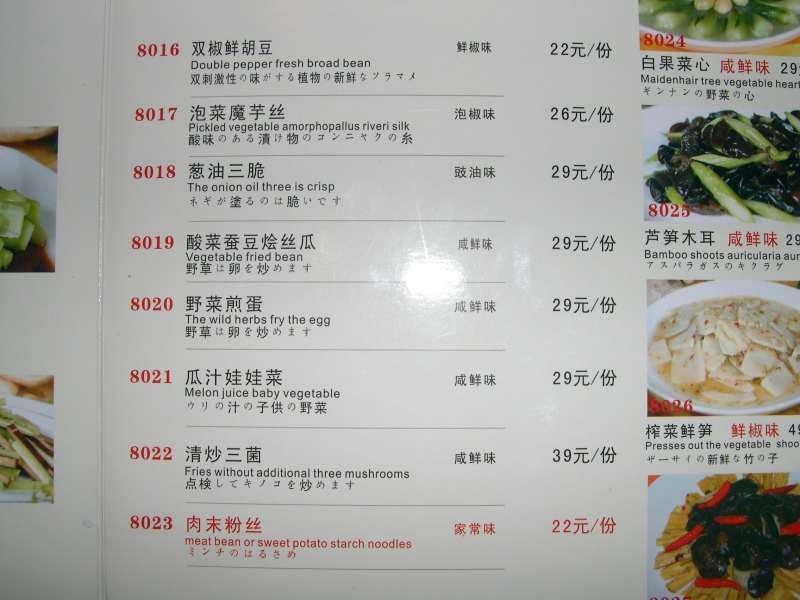 8016 双椒鲜胡豆 鲜椒味 22元/份
Double pepper fresh broad bean
双刺激性の味がする植物の新鮮なソラマメ
8017 泡菜魔芋丝 泡椒味 26元/份
Pickled vegetable amorphopallus riveri silk
酸味のある漬け物のコンニャクの糸
8018 葱油三脆 豉油味 29元/份
The onion oil three is crisp
ネギが塗るのは脆いです
8019 酸菜蚕豆烩丝瓜 咸鲜味 29元/份
Vegetable fried bean
野草は卵を炒めます
8020 野菜煎蛋 咸鲜味 29元/份
The wild herbs fry the egg
野草は卵を炒めます
8021 瓜汁娃娃菜 咸鲜味 29元/份
Melon juice baby vegetable
ウリの汁の子供の野菜
8022 清炒三菌 咸鲜味 39元/份
Fries without additional three mushrooms
点検してキノコを炒めます
8023 肉末粉丝 家常味 22元/份
meat bean or sweet potato starch noodles
ミンチのはるさめ
8024
白果菜心 咸鲜味 29
Maidenhair tree vegetable heart
ギンナンの野菜の心
8025
芦笋木耳 咸鲜味 29
Bamboo shoots auricularia aur
アスパラガスのキクラゲ
8026
榨菜鲜笋 鲜椒味 49
Presses out the vegetable shoo
ザーサイの新鮮な竹の子